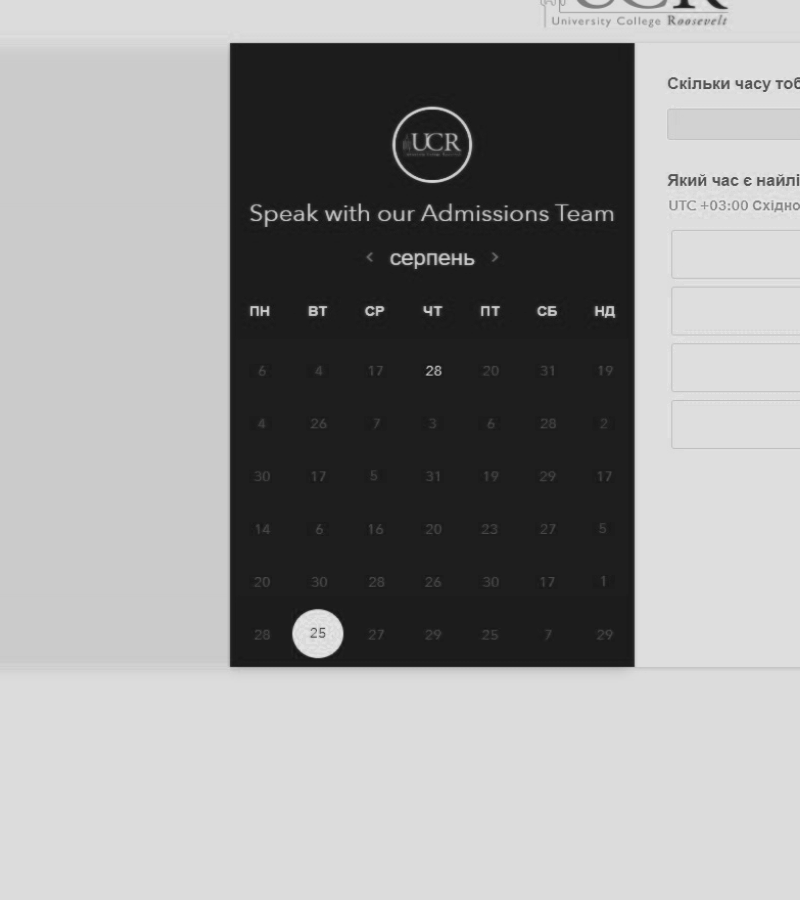 UCR
University College Roosevelt
UCR
Speak with our Admissions Team
< серпень >
ПН ВТ СР ЧТ ПТ СБ НД
6 4 17 28 20 31 19
4 26 7 3 6 28 2
30 17 5 31 19 29 17
14 6 16 20 23 27 5
20 30 28 26 30 17 1
28 25 27 29 25 7 29
Скільки часу тоб
Який час є найлі
UTC +03:00 Східно